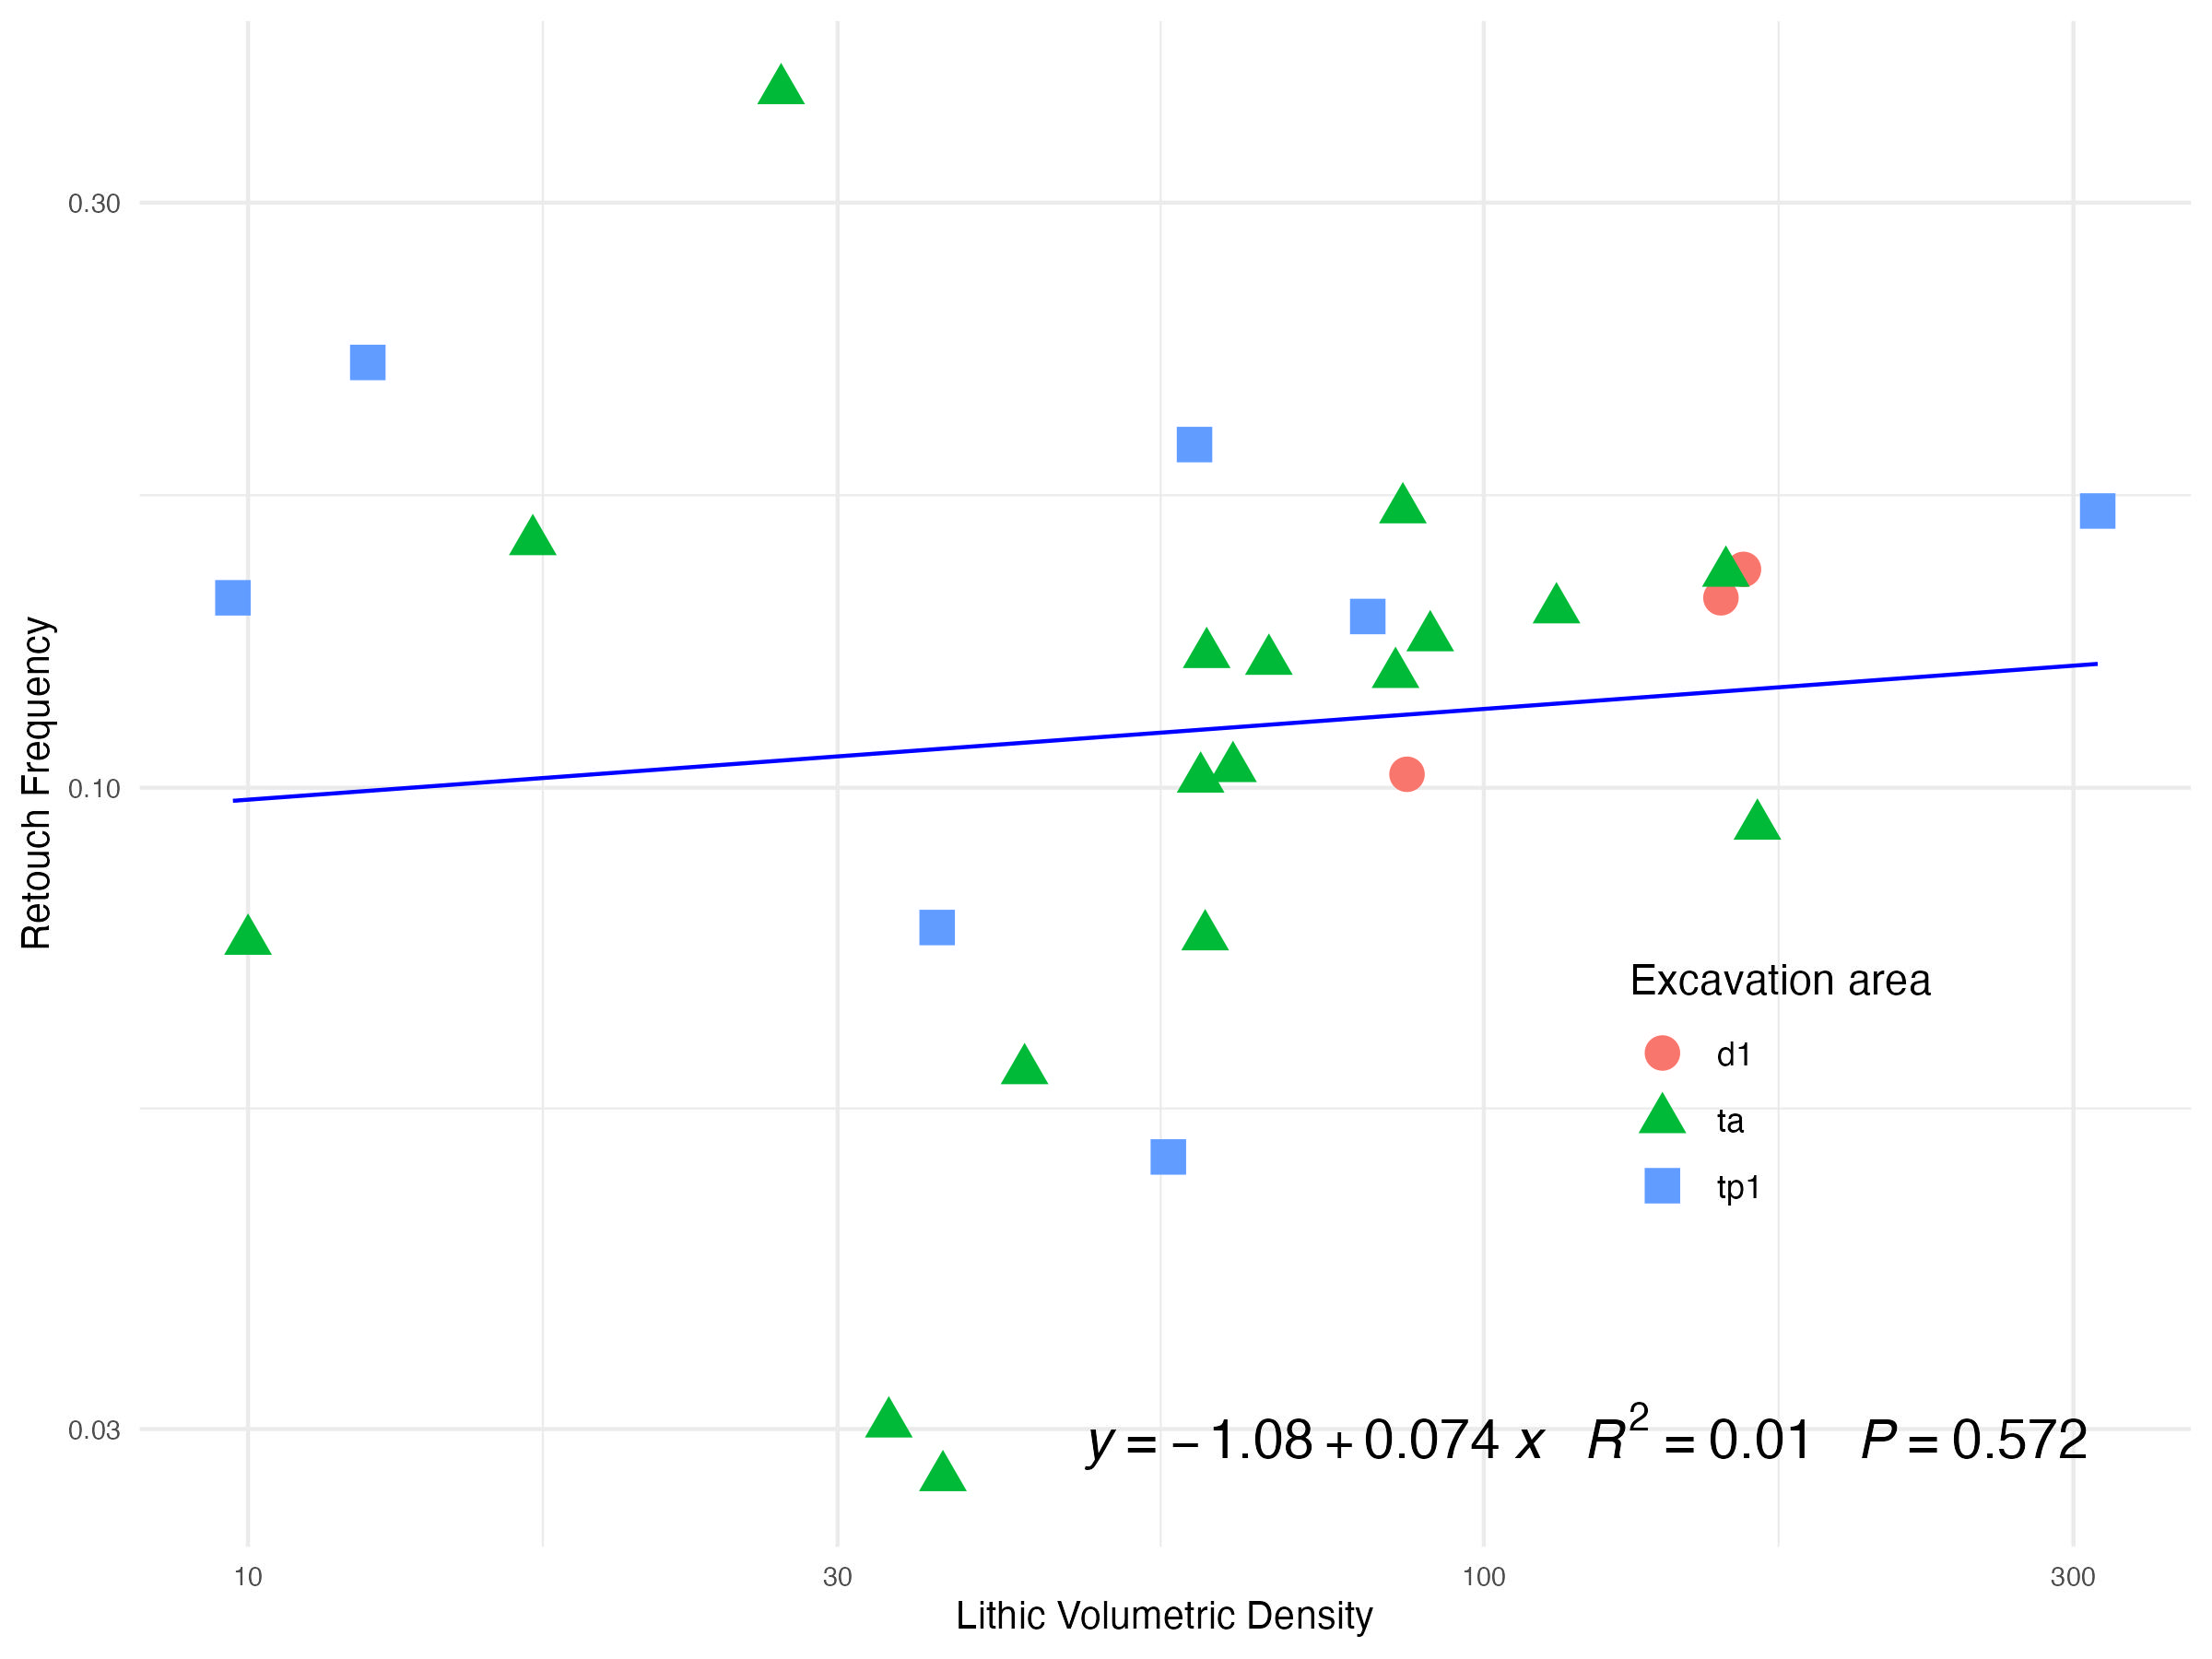 0.30
0.10
0.03
Retouch Frequency
Excavation area
d1
ta
tp1
y = − 1.08 + 0.074 x   R² = 0.01   P = 0.572
10 30 100 300
Lithic Volumetric Density